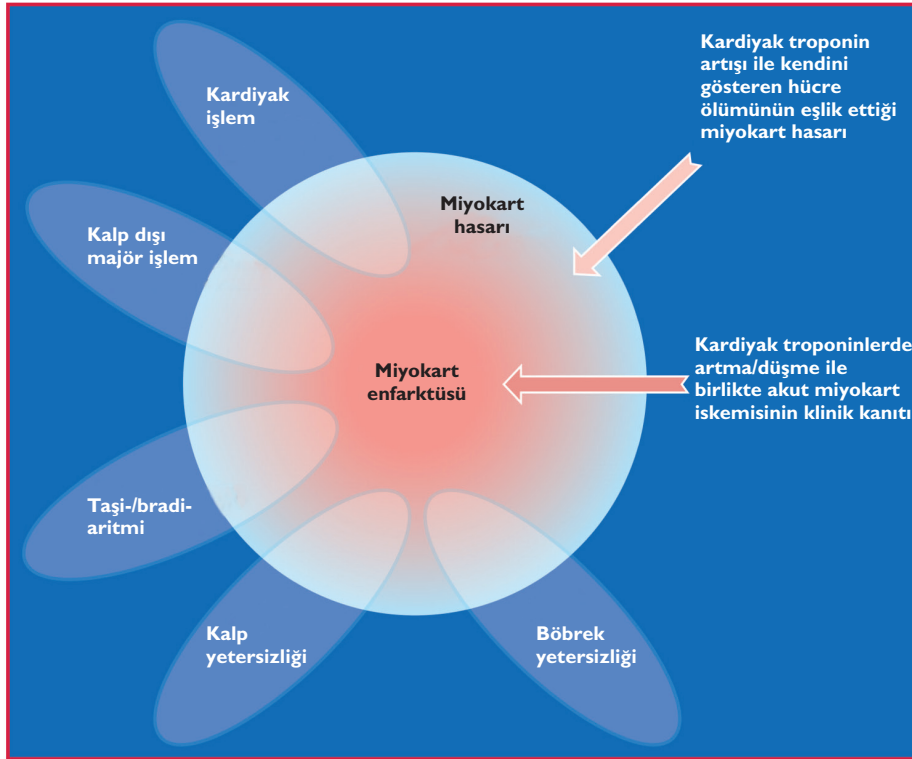 Kardiyak troponin
artışı ile kendini
gösteren hücre
ölümünün eşlik ettiği
miyokart hasarı
Kardiyak
işlem
Miyokart
hasarı
Kalp dışı
majör işlem
Kardiyak troponinlerde
artma/düşme ile
birlikte akut miyokart
iskemisinin klinik kanıtı
Miyokart
enfarktüsü
Taşi-/bradi-
aritmi
Kalp
yetersizliği
Böbrek
yetersizliği